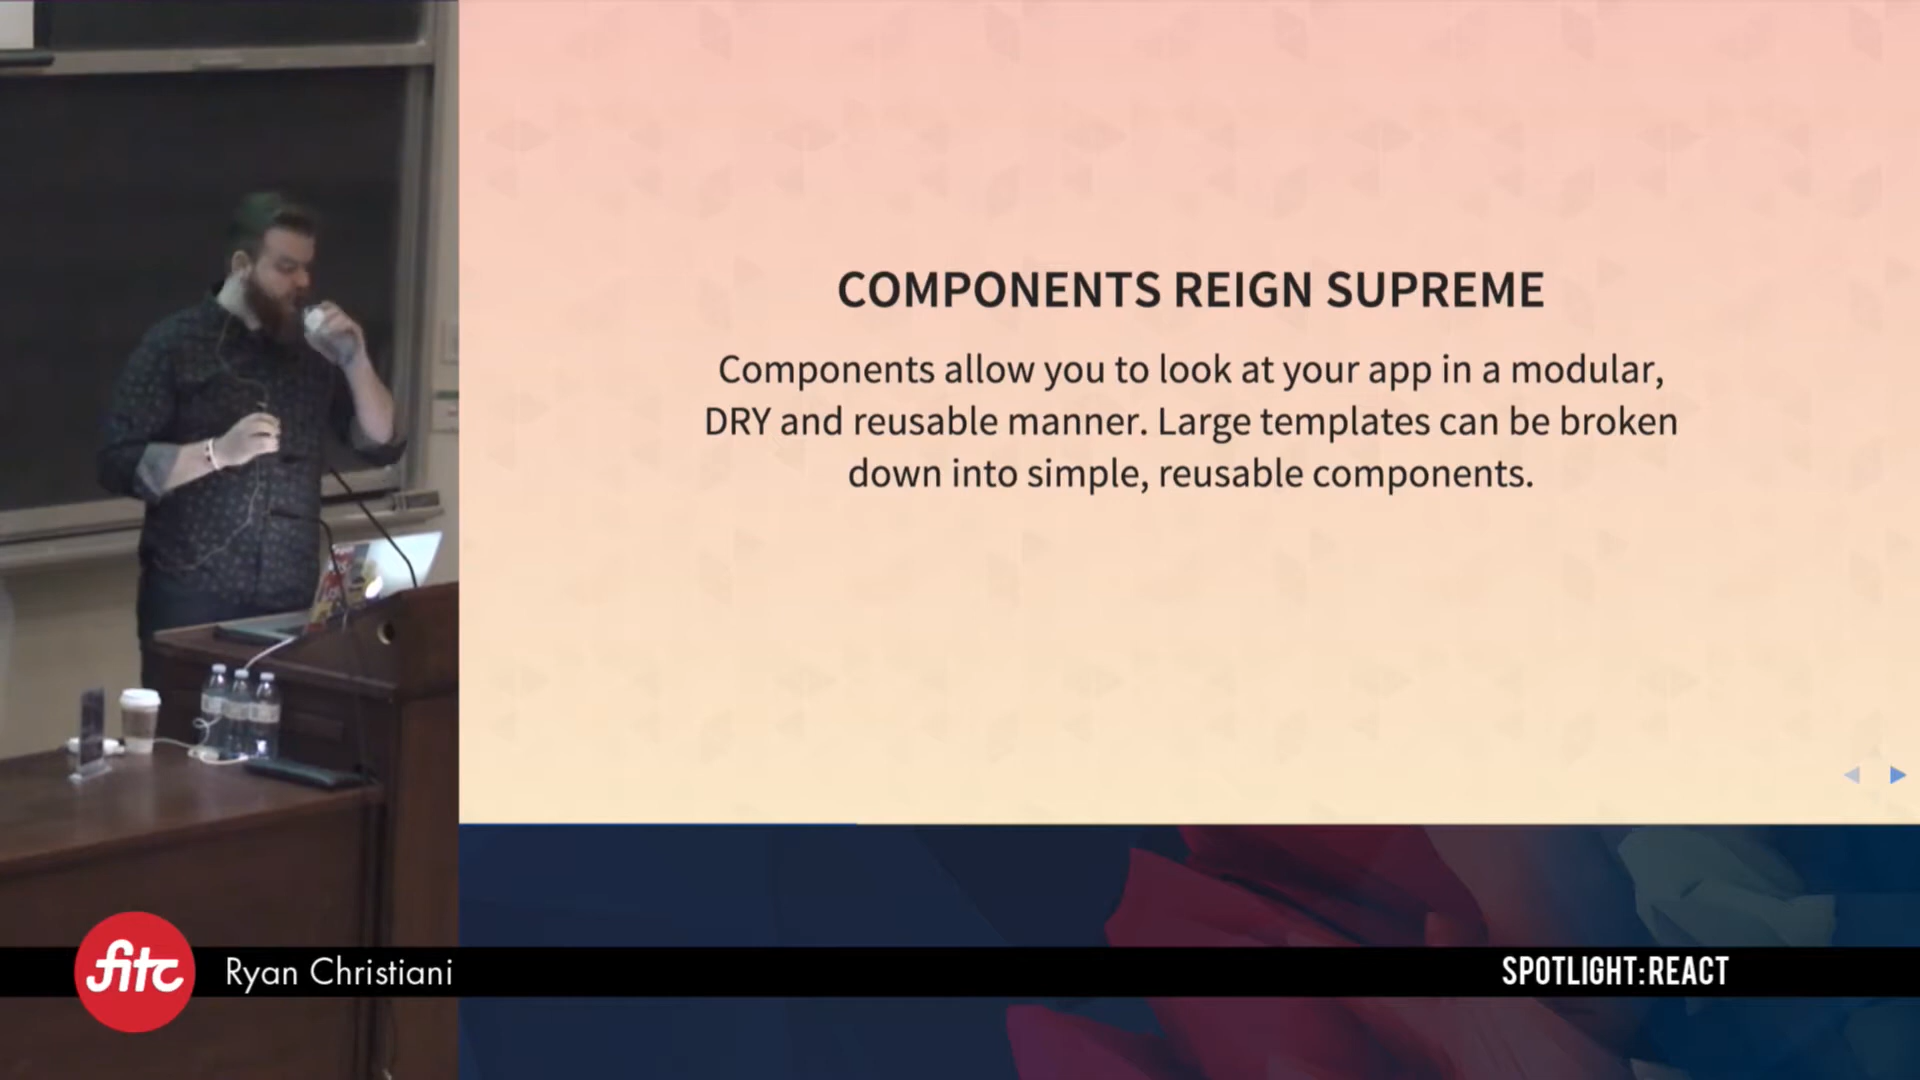 COMPONENTS REIGN SUPREME
Components allow you to look at your app in a modular,
DRY and reusable manner. Large templates can be broken
down into simple, reusable components.
fitc
Ryan Christiani
SPOTLIGHT:REACT